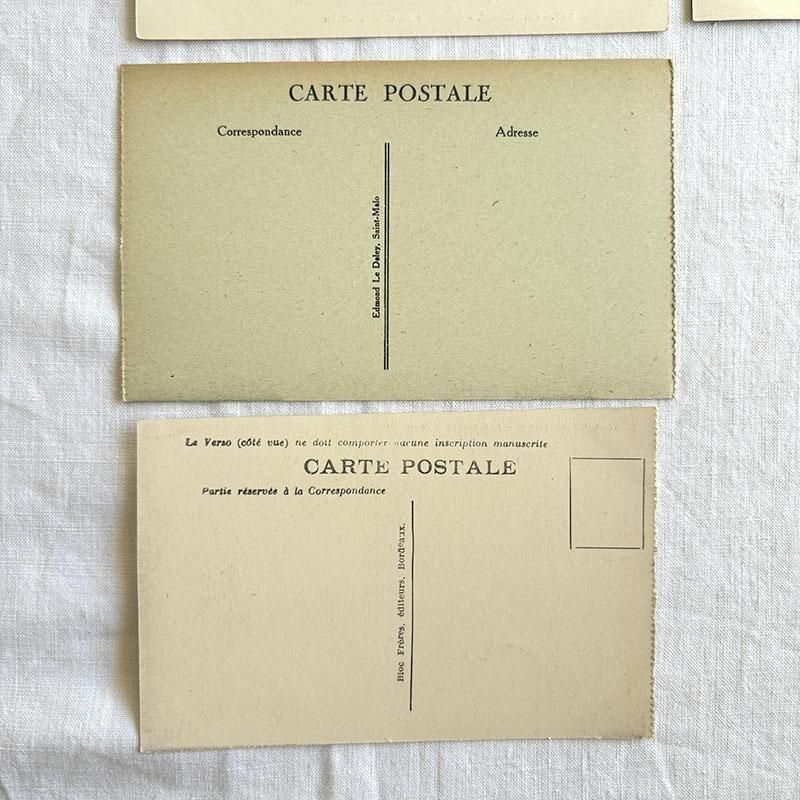 CARTE POSTALE
Correspondance
Adresse
Edmond Le Deley, Saint-Malo
Le Verso (côté vue) ne doit comporter aucune inscription manuscrite
CARTE POSTALE
Partie réservée à la Correspondance
Bloc Frères, éditeurs, Bordeaux.